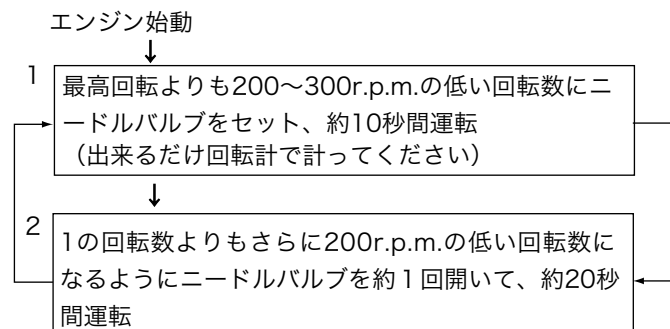 エンジン始動
1
最高回転よりも200〜300r.p.m.の低い回転数にニ
ードルバルブをセット、約10秒間運転
（出来るだけ回転計で計ってください）
2
1の回転数よりもさらに200r.p.m.の低い回転数に
なるようにニードルバルブを約１回開いて、約20秒
間運転